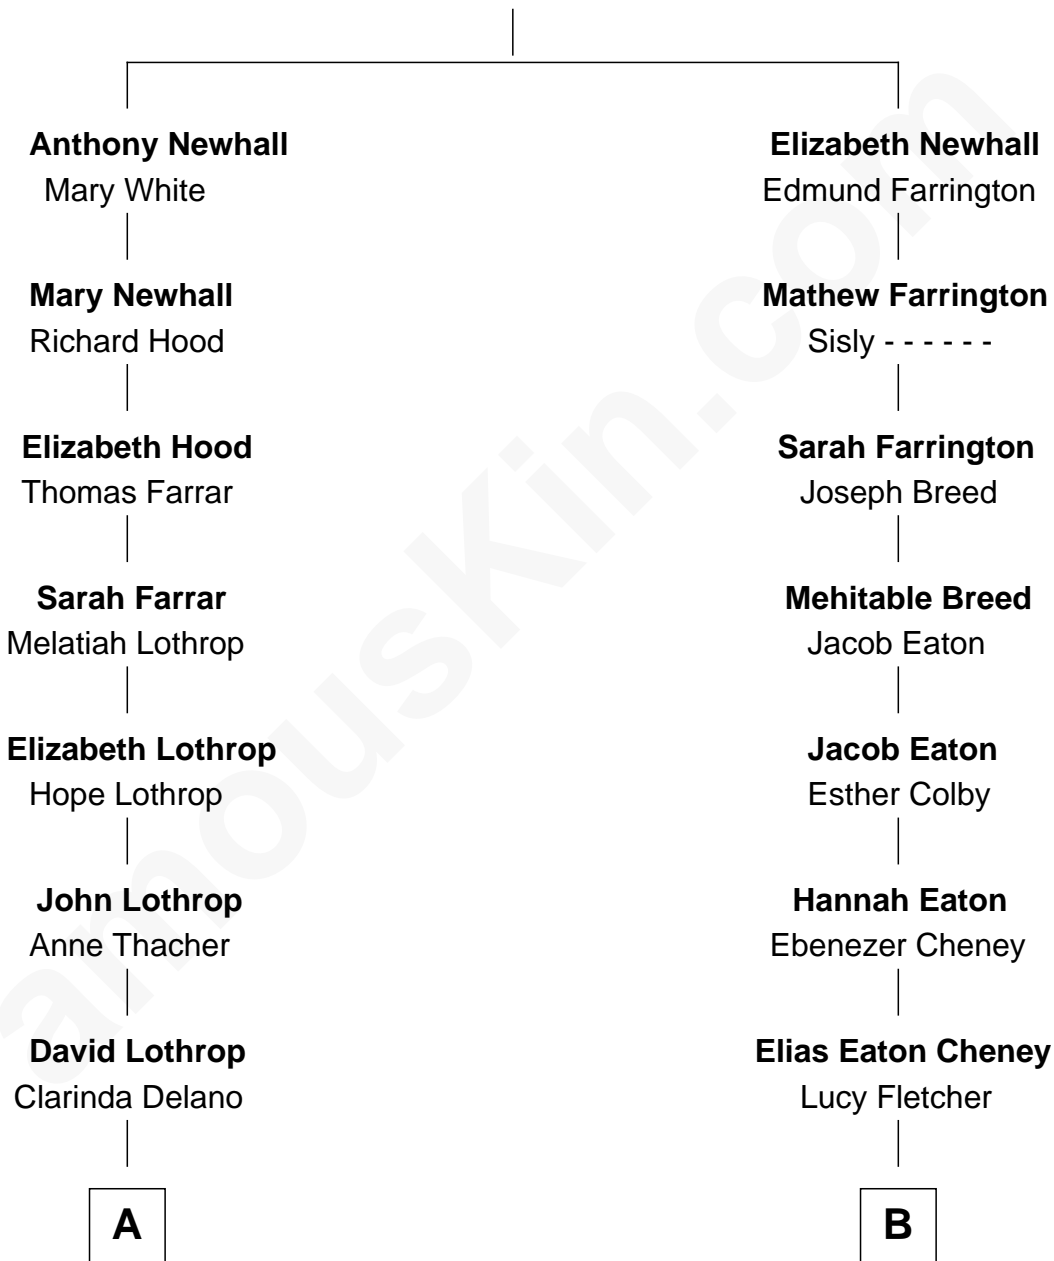 Anthony Newhall
Mary White
Mary Newhall
Richard Hood
Elizabeth Hood
Thomas Farrar
Sarah Farrar
Melatiah Lothrop
Elizabeth Lothrop
Hope Lothrop
John Lothrop
Anne Thacher
David Lothrop
Clarinda Delano
A
Elizabeth Newhall
Edmund Farrington
Mathew Farrington
Sisly - - - - - -
Sarah Farrington
Joseph Breed
Mehitable Breed
Jacob Eaton
Jacob Eaton
Esther Colby
Hannah Eaton
Ebenezer Cheney
Elias Eaton Cheney
Lucy Fletcher
B
amousKin.com